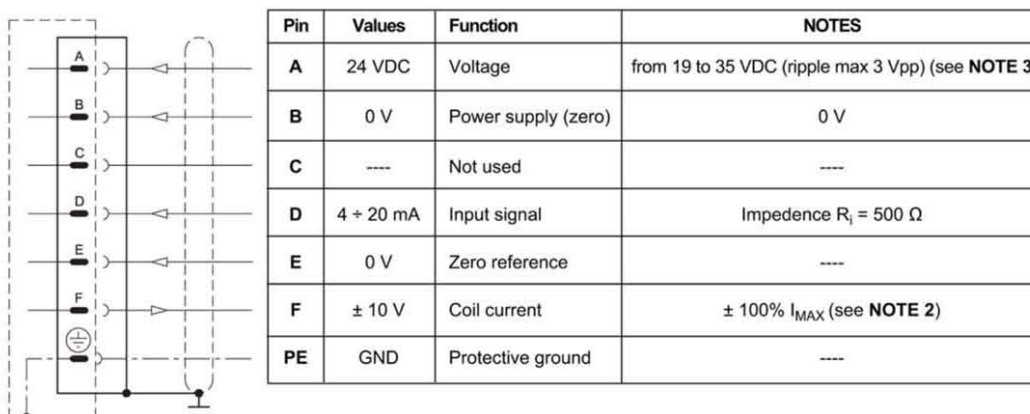 A
B
C
D
E
F
Pin Values Function NOTES
A 24 VDC Voltage from 19 to 35 VDC (ripple max 3 Vpp) (see NOTE 3
B 0 V Power supply (zero) 0 V
C ---- Not used ----
D 4 ÷ 20 mA Input signal Impedence Rᵢ = 500 Ω
E 0 V Zero reference ----
F ± 10 V Coil current ± 100% I_MAX (see NOTE 2)
PE GND Protective ground ----